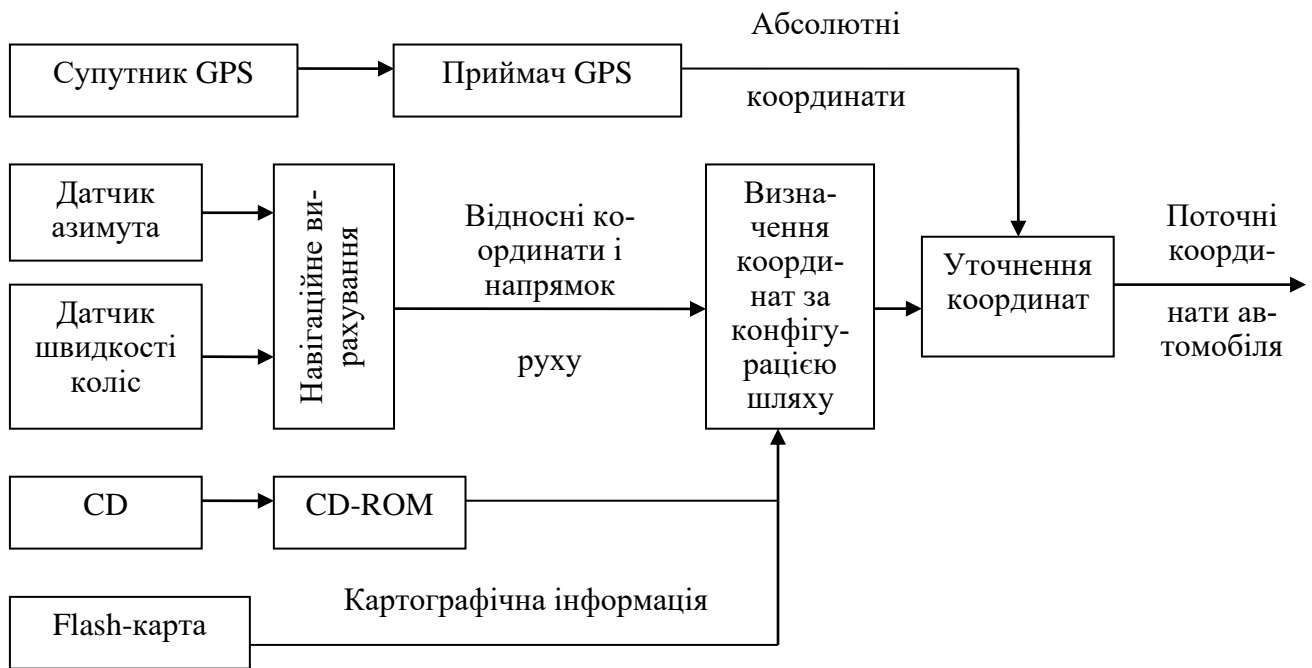 Абсолютні
координати
Супутник GPS
Приймач GPS
Датчик
азимута
Датчик
швидкості
коліс
Навігаційне ви-
рахування
Відносні ко-
ординати і
напрямок
руху
Визна-
чення
коорди-
нат за
конфігу-
рацією
шляху
Уточнення
координат
Поточні
коорди-
нати ав-
томобіля
CD
CD-ROM
Картографічна інформація
Flash-карта